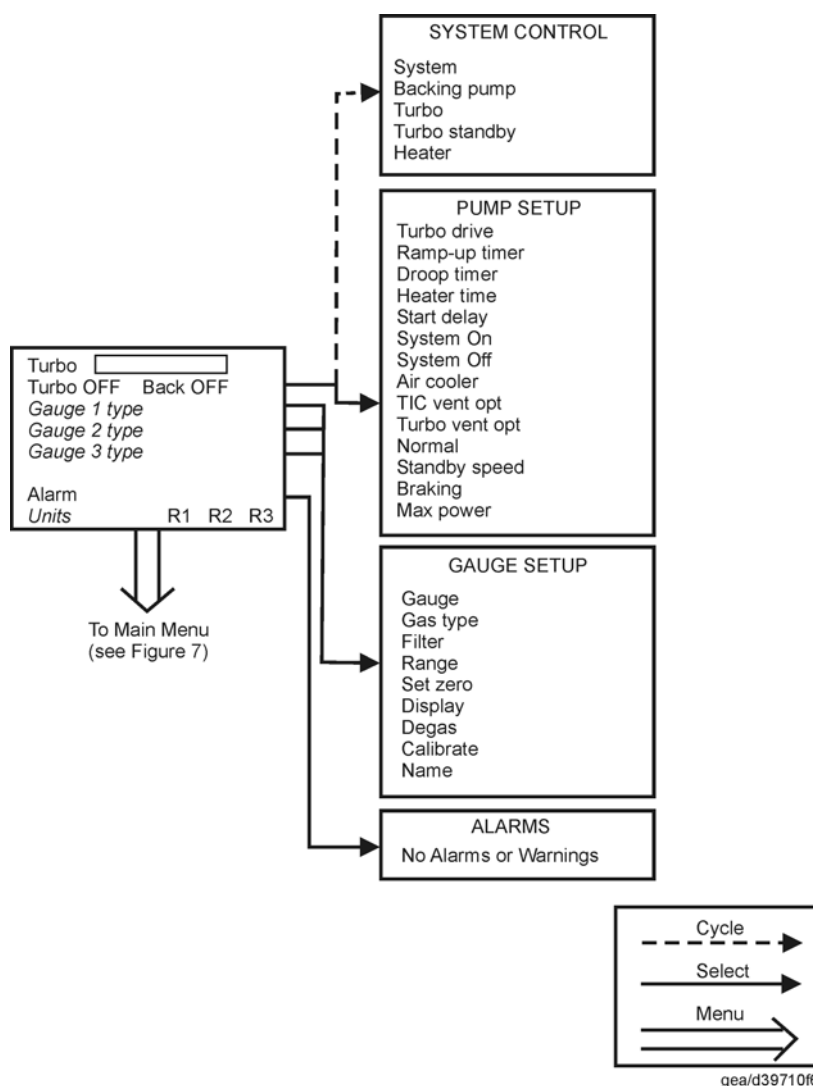 SYSTEM CONTROL
System
Backing pump
Turbo
Turbo standby
Heater
PUMP SETUP
Turbo drive
Ramp-up timer
Droop timer
Heater time
Start delay
System On
System Off
Air cooler
TIC vent opt
Turbo vent opt
Normal
Standby speed
Braking
Max power
Turbo
Turbo OFF Back OFF
Gauge 1 type
Gauge 2 type
Gauge 3 type
Alarm
Units R1 R2 R3
To Main Menu
(see Figure 7)
GAUGE SETUP
Gauge
Gas type
Filter
Range
Set zero
Display
Degas
Calibrate
Name
ALARMS
No Alarms or Warnings
Cycle
Select
Menu
gea/d39710f6